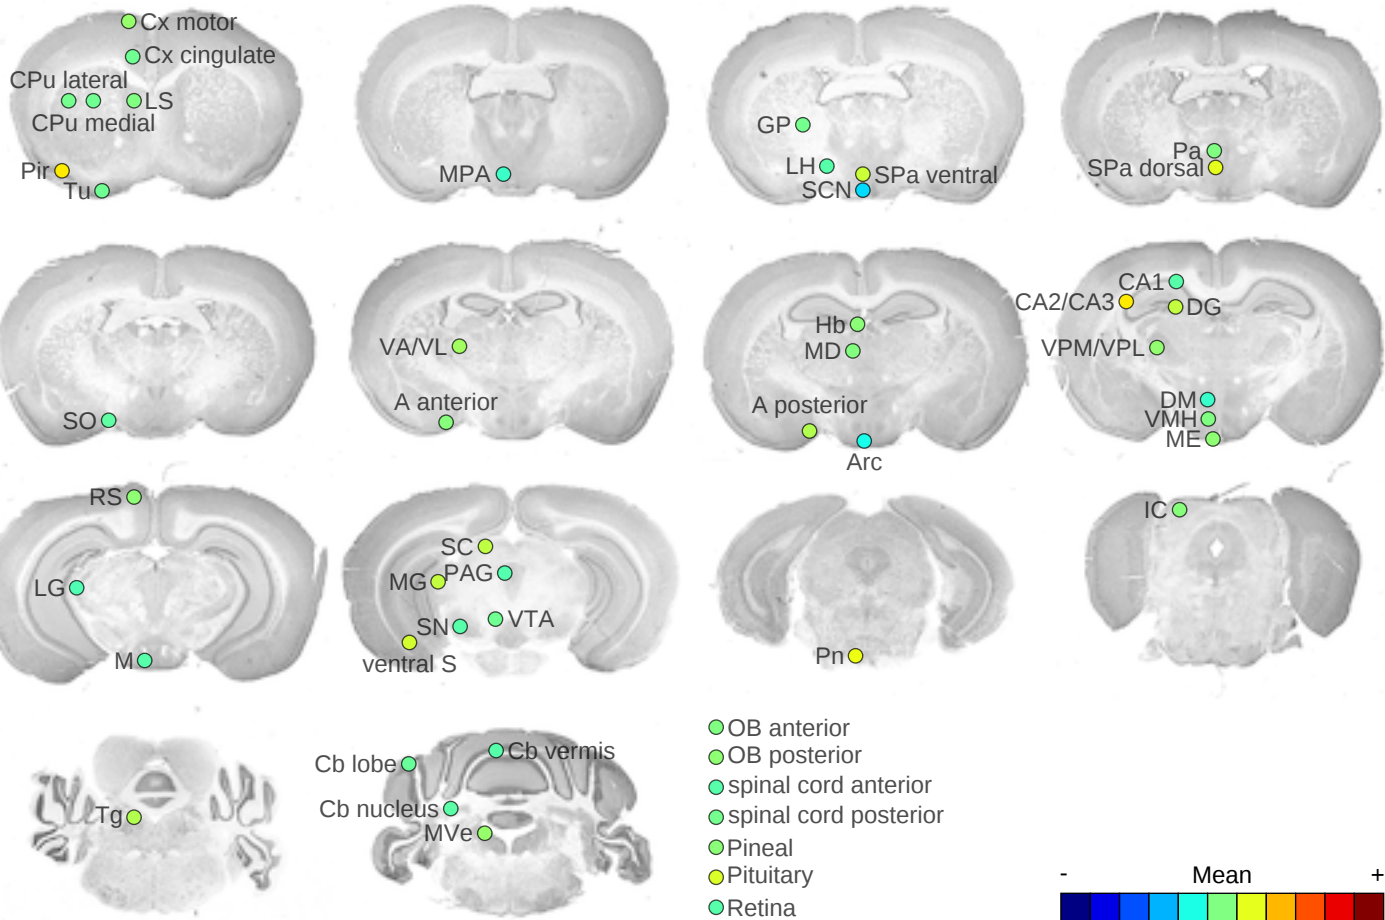 Cx motor
Cx cingulate
CPu lateral
LS
CPu medial
Pir
Tu
MPA
GP
LH
SPa ventral
SCN
Pa
SPa dorsal
SO
VA/VL
A anterior
Hb
MD
A posterior
Arc
CA1
CA2/CA3
DG
VPM/VPL
DM
VMH
ME
RS
LG
M
SC
MG
PAG
SN
VTA
ventral S
Pn
IC
Tg
Cb lobe
Cb vermis
Cb nucleus
MVe
OB anterior
OB posterior
spinal cord anterior
spinal cord posterior
Pineal
Pituitary
Retina
- Mean +